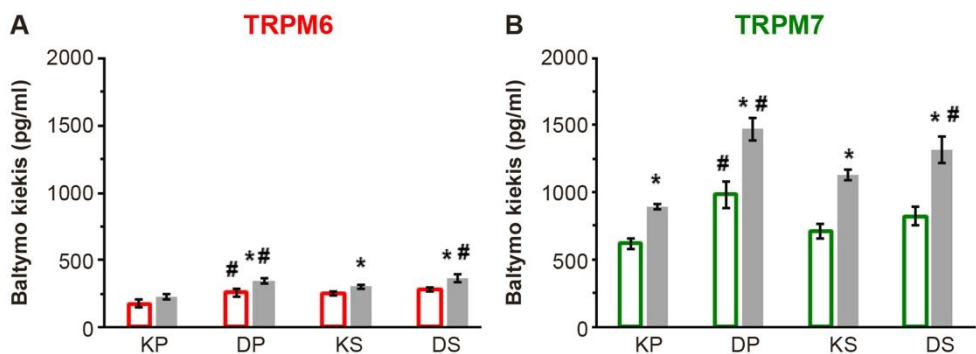 A TRPM6
Baltymo kiekis (pg/ml)
2000
1500
1000
500
0
# * # * * #
KP DP KS DS
B TRPM7
Baltymo kiekis (pg/ml)
2000
1500
1000
500
0
* # * # * * #
KP DP KS DS